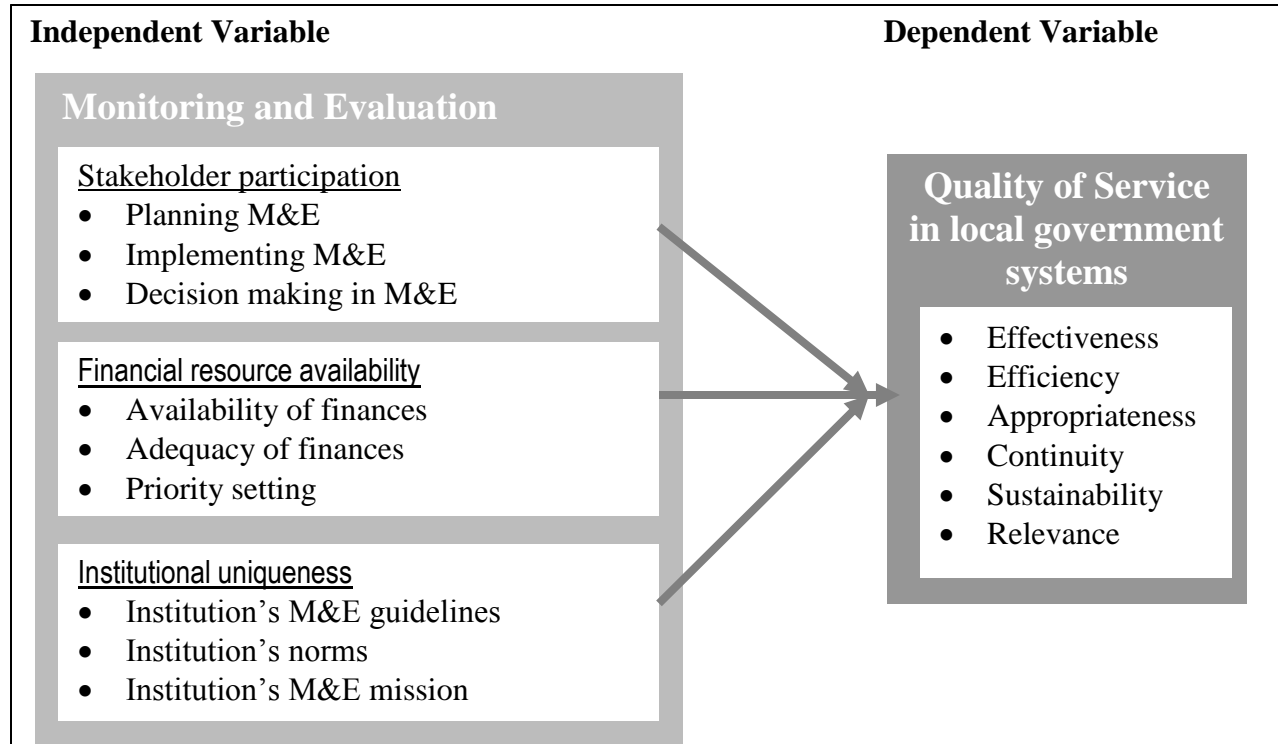 Independent Variable
Dependent Variable
Monitoring and Evaluation
Stakeholder participation
• Planning M&E
• Implementing M&E
• Decision making in M&E
Financial resource availability
• Availability of finances
• Adequacy of finances
• Priority setting
Institutional uniqueness
• Institution’s M&E guidelines
• Institution’s norms
• Institution’s M&E mission
Quality of Service
in local government
systems
• Effectiveness
• Efficiency
• Appropriateness
• Continuity
• Sustainability
• Relevance